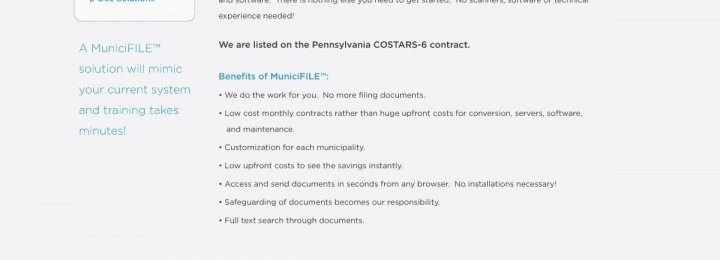 E-Doc Solutions
and software.  There is nothing else you need to get started.  No scanners, software or technical
experience needed!
We are listed on the Pennsylvania COSTARS-6 contract.
A MuniciFILE™
solution will mimic
your current system
and training takes
minutes!
Benefits of MuniciFILE™:
• We do the work for you.  No more filing documents.
• Low cost monthly contracts rather than huge upfront costs for conversion, servers, software,
and maintenance.
• Customization for each municipality.
• Low upfront costs to see the savings instantly.
• Access and send documents in seconds from any browser.  No installations necessary!
• Safeguarding of documents becomes our responsibility.
• Full text search through documents.